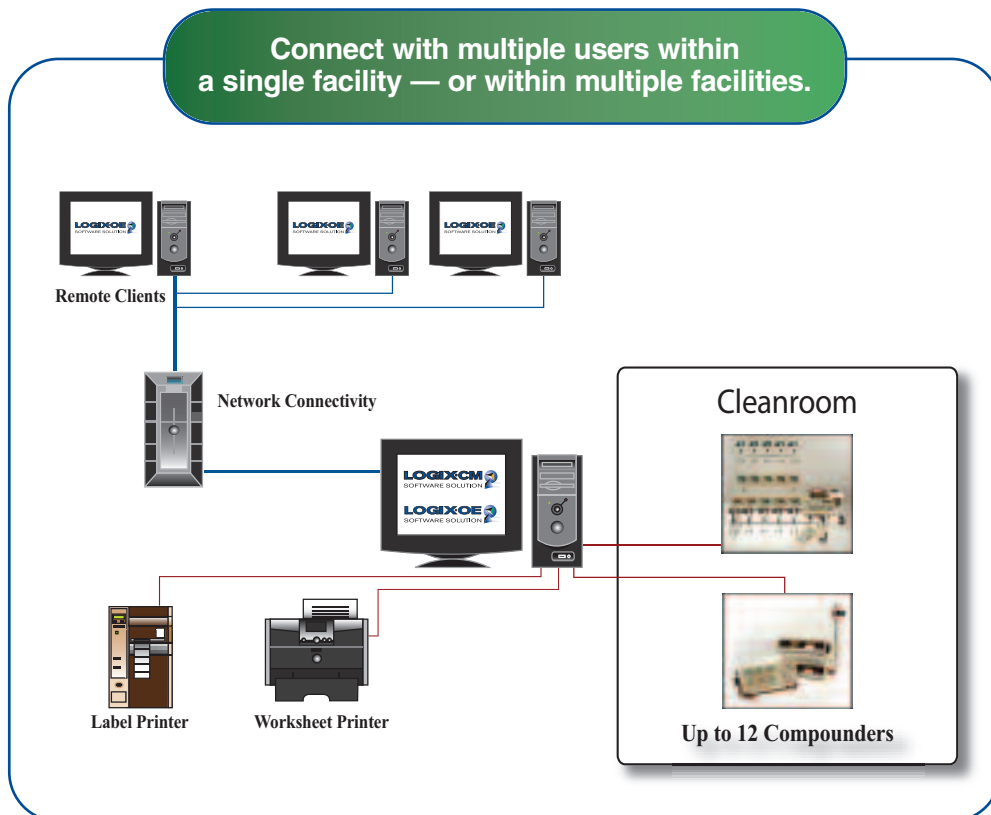 Connect with multiple users within
a single facility — or within multiple facilities.
LOGIX•OE
SOFTWARE SOLUTION
LOGIX•OE
SOFTWARE SOLUTION
LOGIX•OE
SOFTWARE SOLUTION
Remote Clients
Network Connectivity
LOGIX•CM
SOFTWARE SOLUTION
LOGIX•OE
SOFTWARE SOLUTION
Cleanroom
Label Printer
Worksheet Printer
Up to 12 Compounders